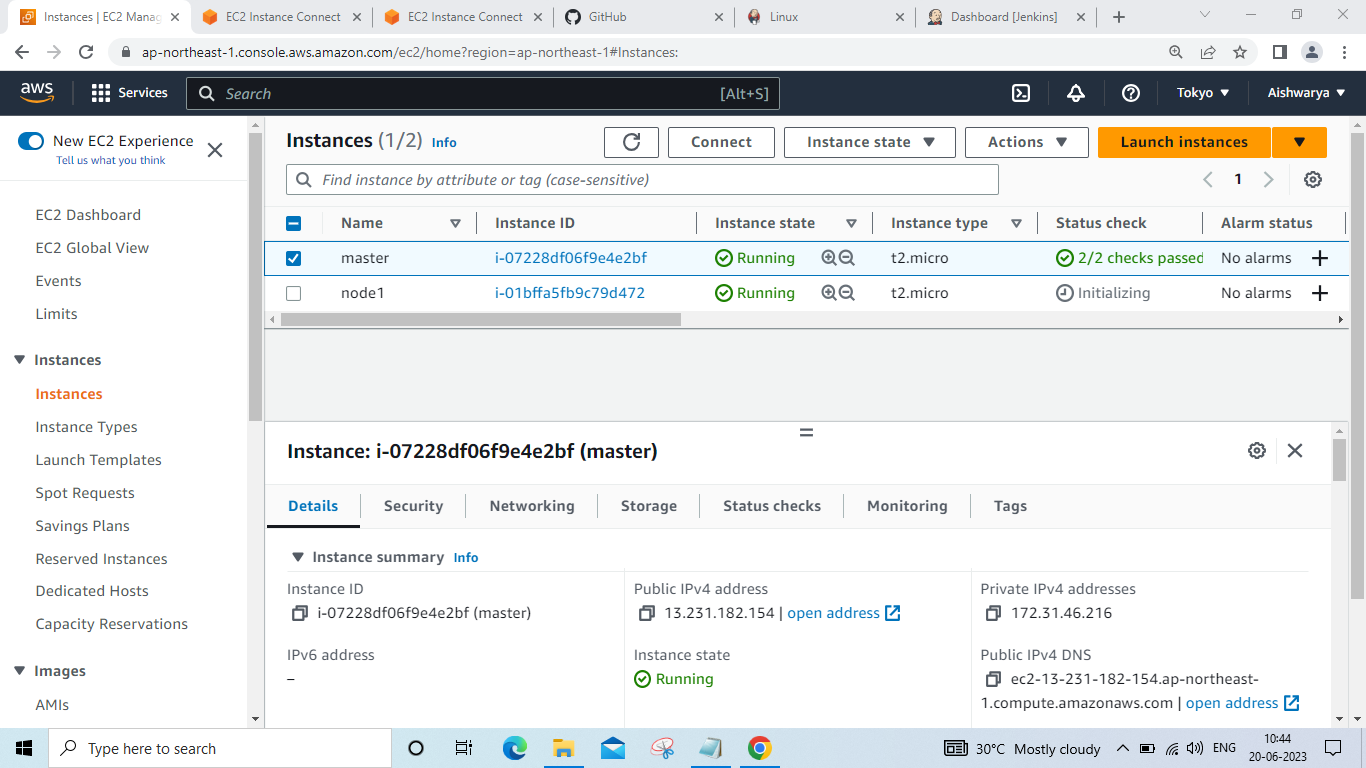 Instances | EC2 Manag
EC2 Instance Connect
EC2 Instance Connect
GitHub
Linux
Dashboard [Jenkins]
ap-northeast-1.console.aws.amazon.com/ec2/home?region=ap-northeast-1#Instances:
aws
Services
Search
[Alt+S]
Tokyo
Aishwarya
New EC2 Experience
Tell us what you think
EC2 Dashboard
EC2 Global View
Events
Limits
Instances
Instances
Instance Types
Launch Templates
Spot Requests
Savings Plans
Reserved Instances
Dedicated Hosts
Capacity Reservations
Images
AMIs
Instances (1/2) Info
Connect
Instance state
Actions
Launch instances
Find instance by attribute or tag (case-sensitive)
1
Name Instance ID Instance state Instance type Status check Alarm status
master i-07228df06f9e4e2bf Running t2.micro 2/2 checks passed No alarms
node1 i-01bffa5fb9c79d472 Running t2.micro Initializing No alarms
Instance: i-07228df06f9e4e2bf (master)
Details Security Networking Storage Status checks Monitoring Tags
Instance summary Info
Instance ID
i-07228df06f9e4e2bf (master)
Public IPv4 address
13.231.182.154 | open address
Private IPv4 addresses
172.31.46.216
IPv6 address
–
Instance state
Running
Public IPv4 DNS
ec2-13-231-182-154.ap-northeast-
1.compute.amazonaws.com | open address
Type here to search
30°C Mostly cloudy
ENG
10:44
20-06-2023